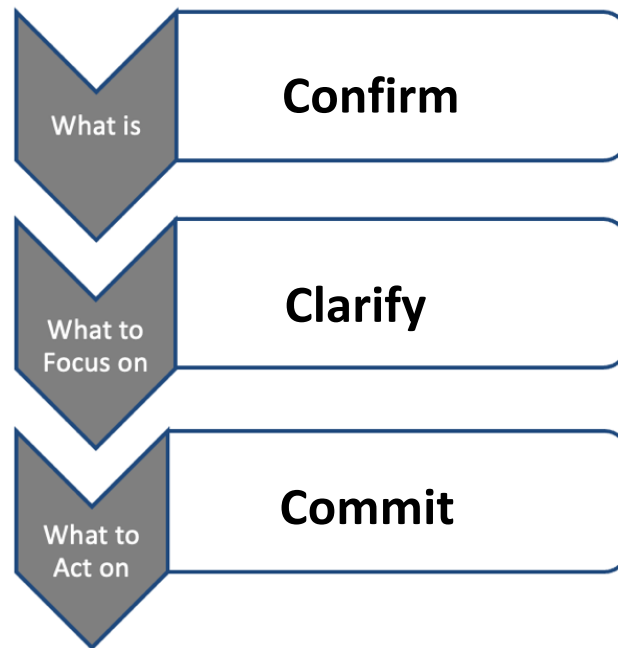 What is
Confirm
What to
Focus on
Clarify
What to
Act on
Commit